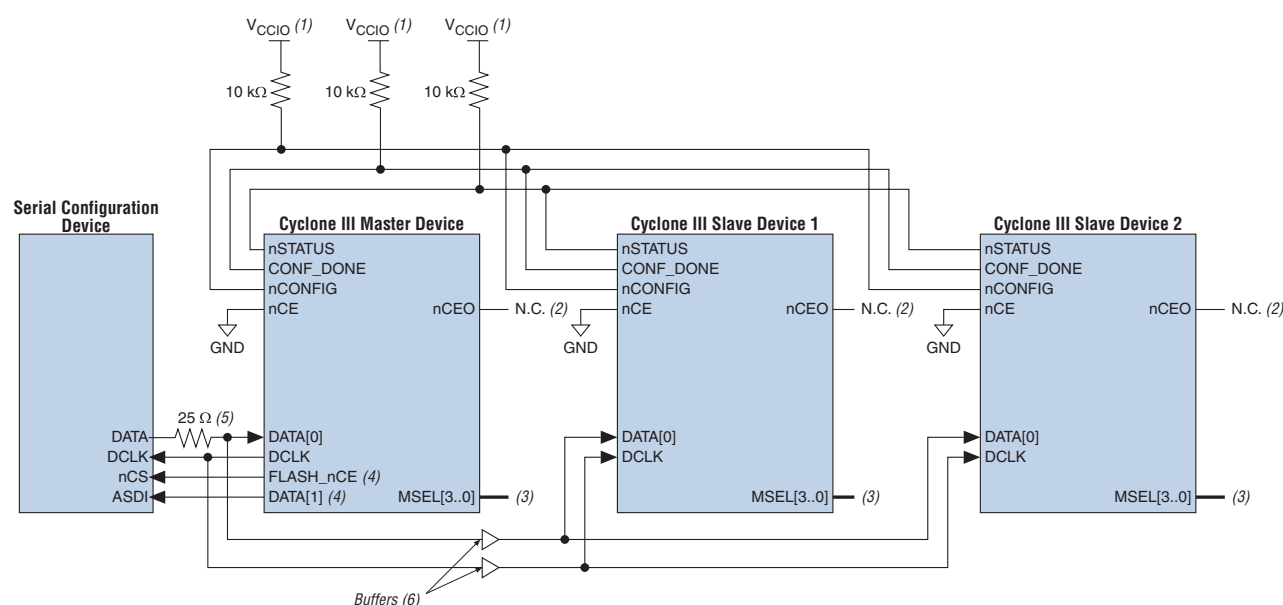 VCCIO (1) VCCIO (1) VCCIO (1)
10 kΩ 10 kΩ 10 kΩ
Serial Configuration
Device
Cyclone III Master Device
Cyclone III Slave Device 1
Cyclone III Slave Device 2
DATA
DCLK
nCS
ASDI
25 Ω (5)
nSTATUS
CONF_DONE
nCONFIG
nCE
GND
nCEO
N.C. (2)
DATA[0]
DCLK
FLASH_nCE (4)
DATA[1] (4)
MSEL[3..0]
(3)
nSTATUS
CONF_DONE
nCONFIG
nCE
GND
nCEO
N.C. (2)
DATA[0]
DCLK
MSEL[3..0]
(3)
nSTATUS
CONF_DONE
nCONFIG
nCE
GND
nCEO
N.C. (2)
DATA[0]
DCLK
MSEL[3..0]
(3)
Buffers (6)